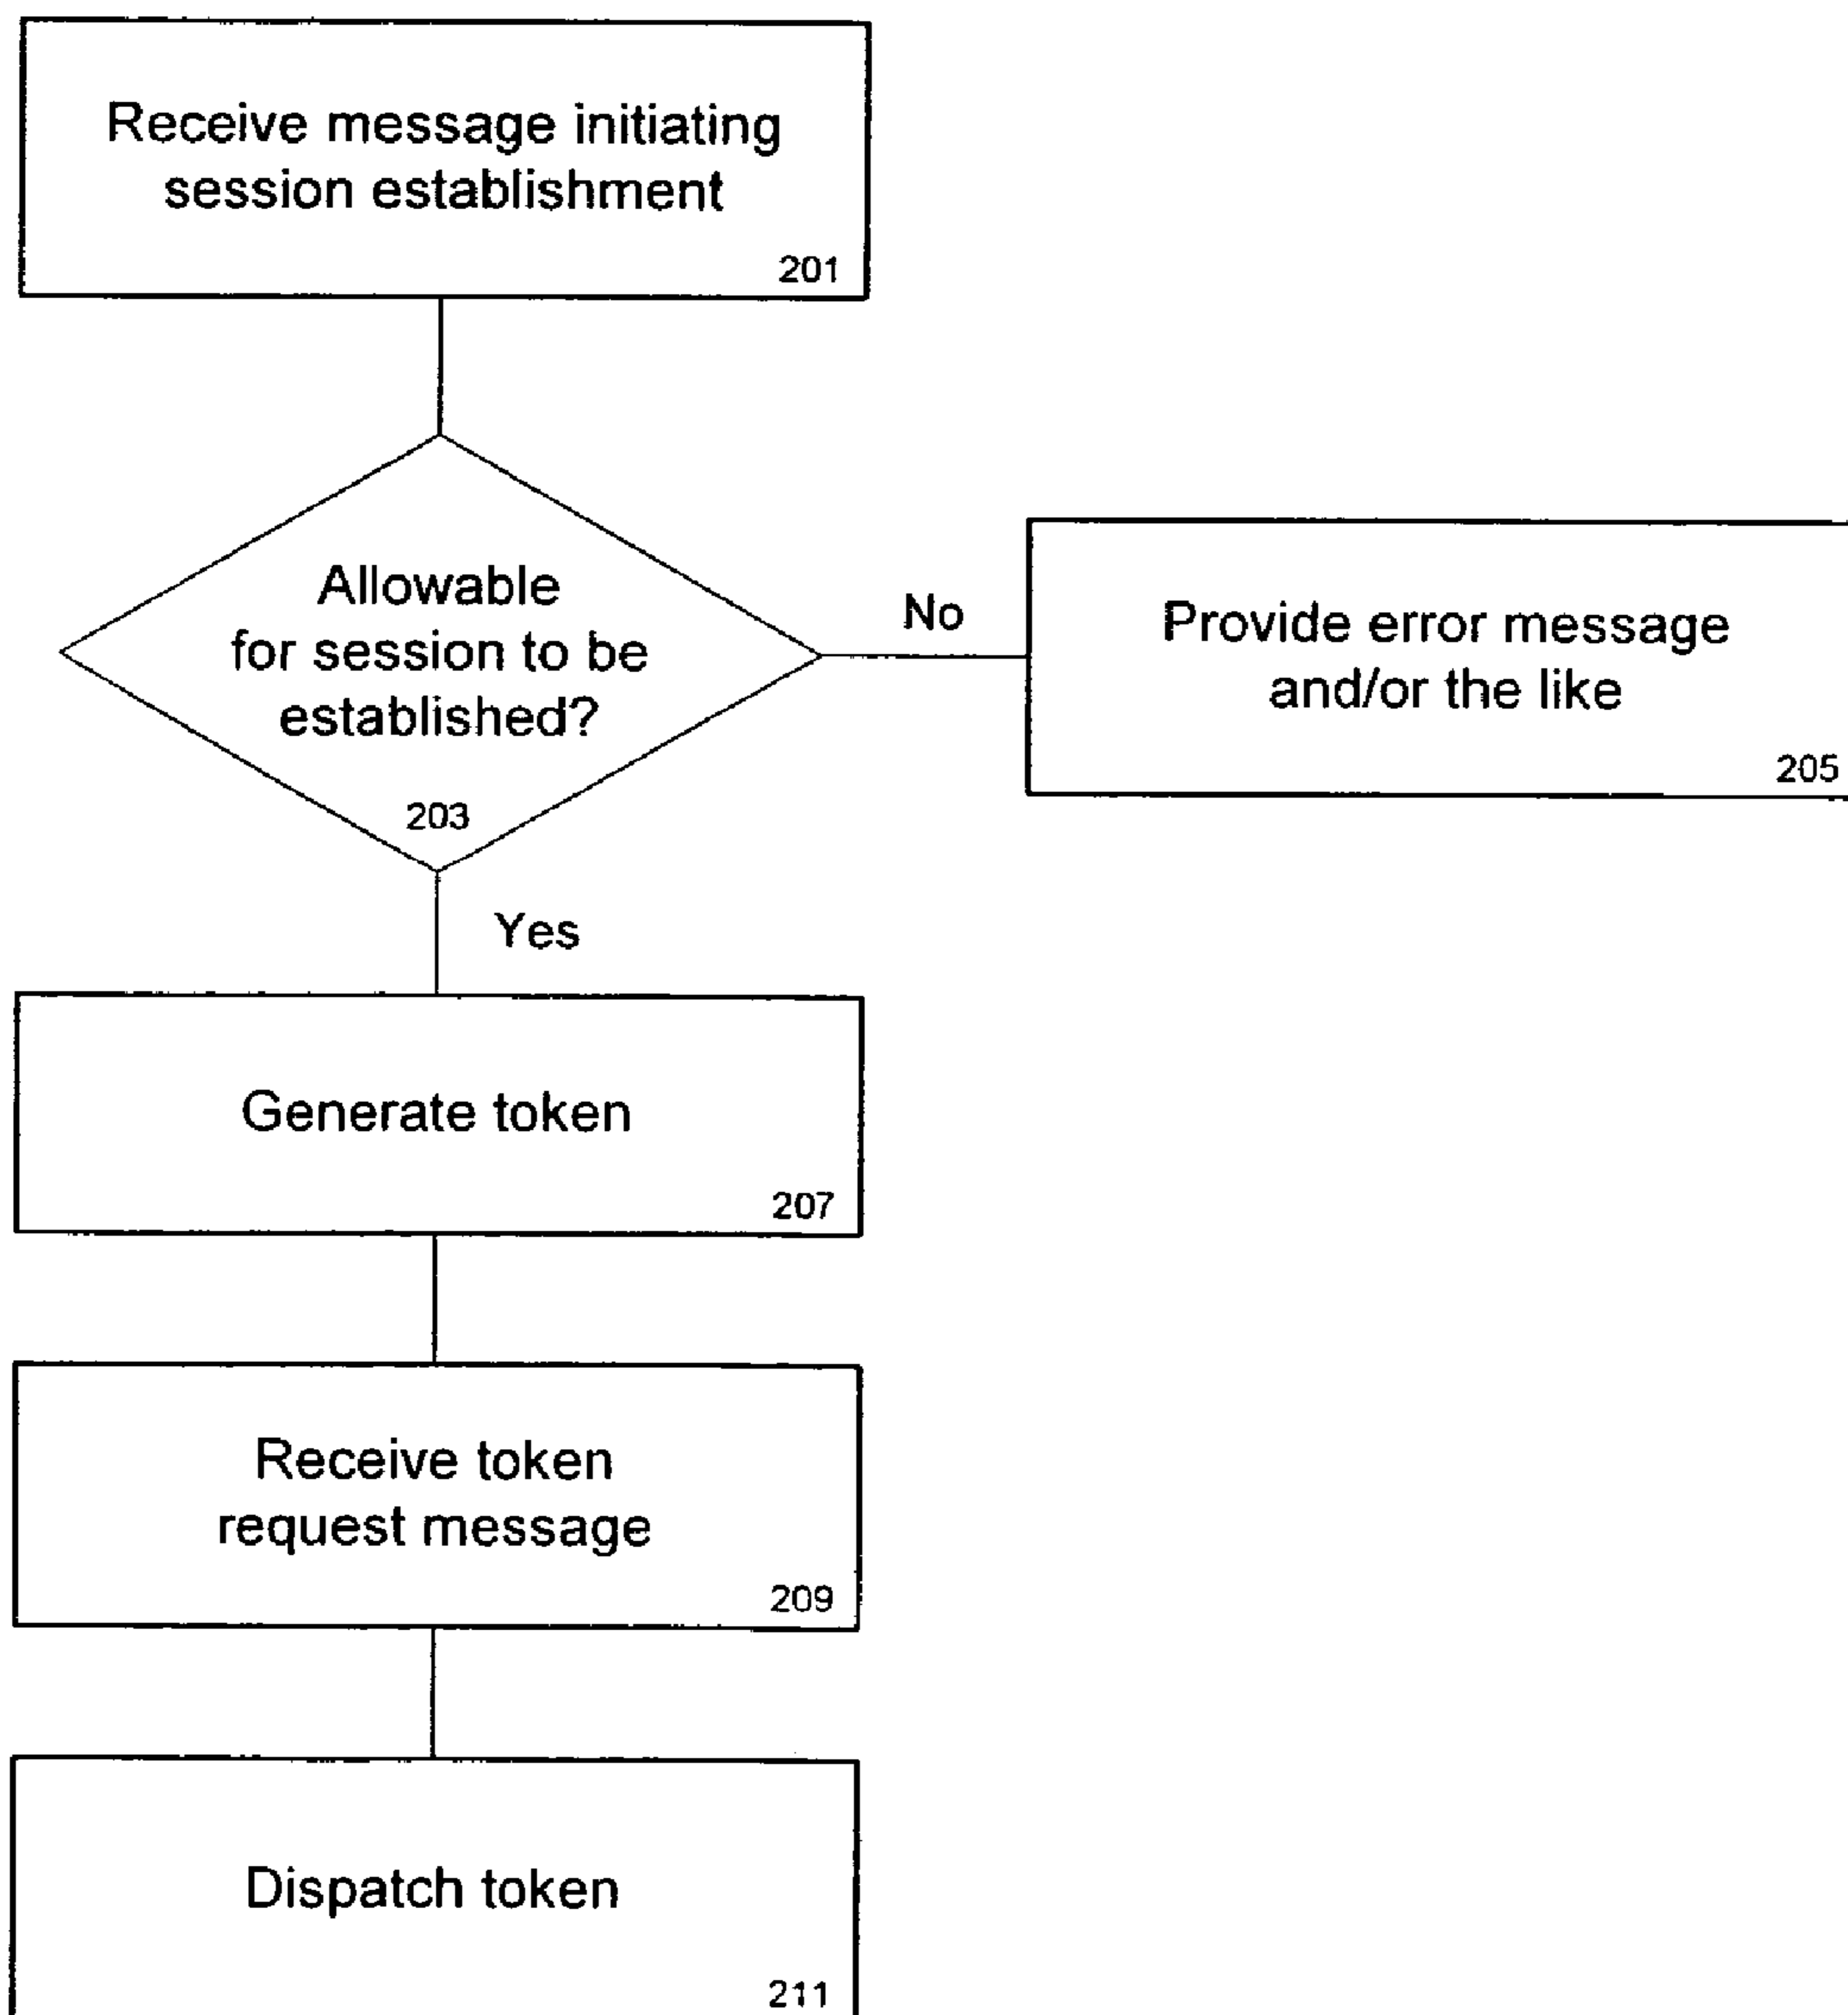 Receive message initiating
session establishment
201
Allowable
for session to be
established?
203
No
Provide error message
and/or the like
205
Yes
Generate token
207
Receive token
request message
209
Dispatch token
211